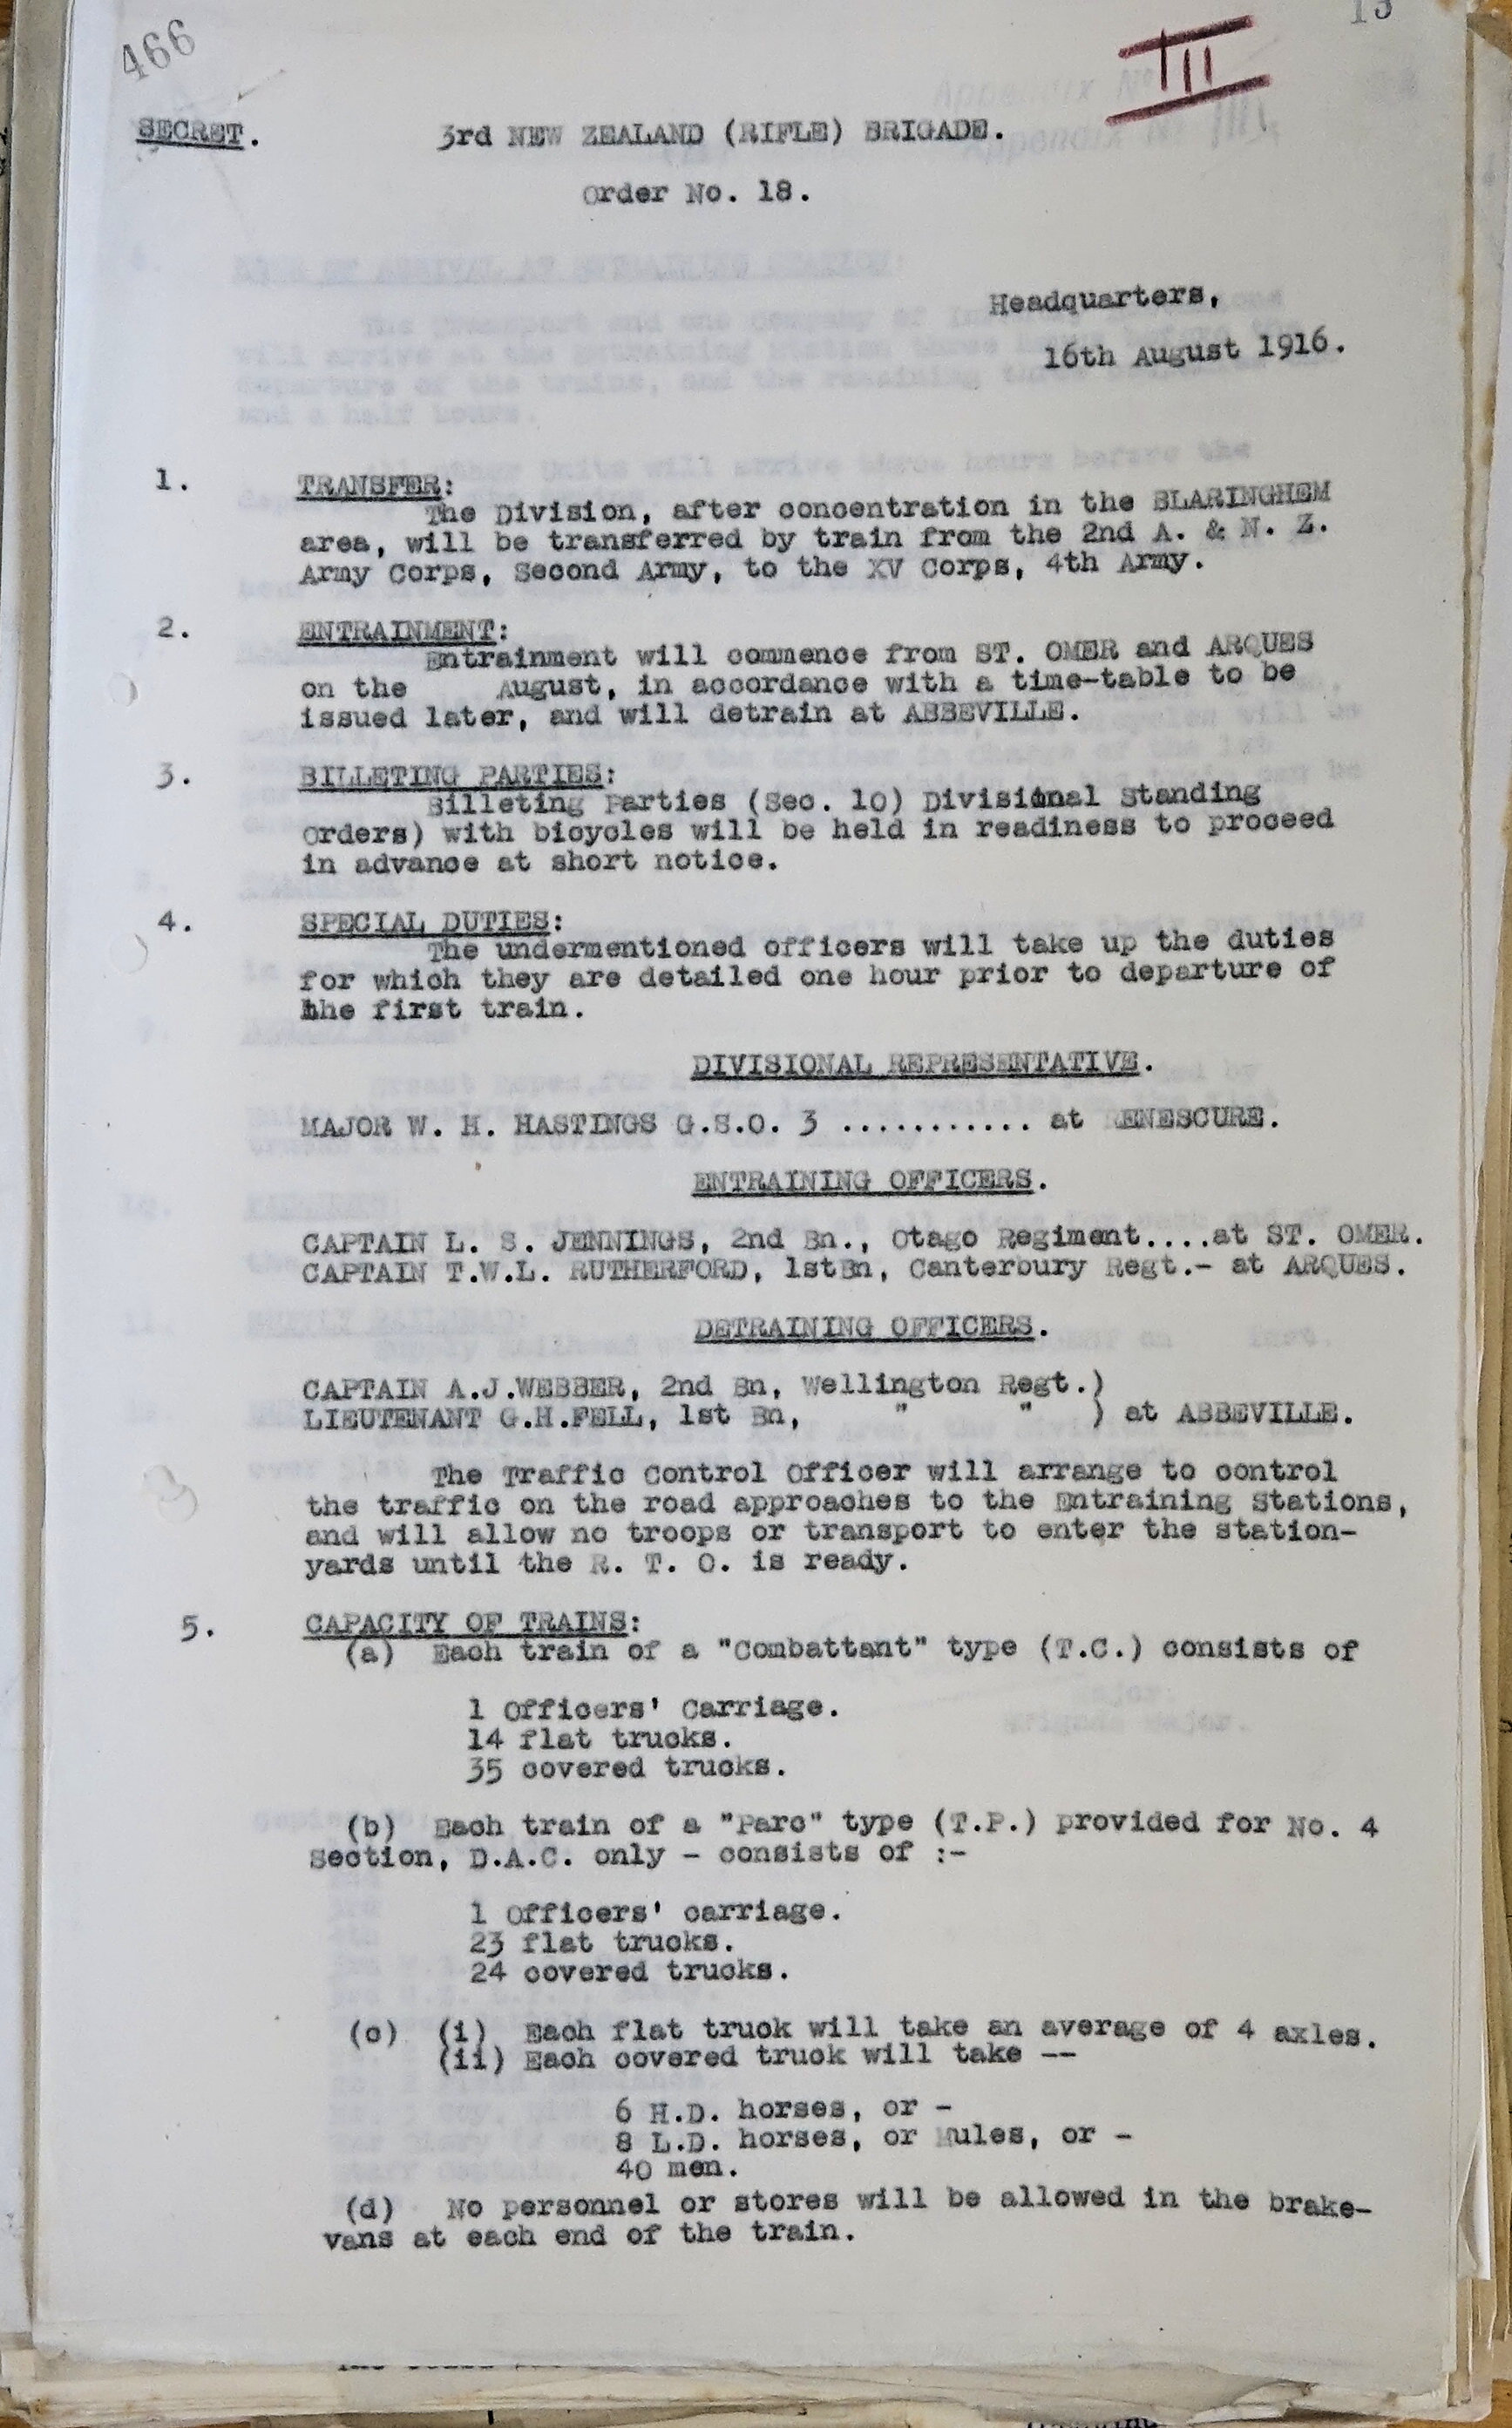 466
13
III
SECRET.
3rd NEW ZEALAND (RIFLE) BRIGADE.
Order No. 18.
Headquarters,
16th August 1916.
1. TRANSFER:
The Division, after concentration in the BLARINGHEM
area, will be transferred by train from the 2nd A. & N. Z.
Army Corps, Second Army, to the XV Corps, 4th Army.
2. ENTRAINMENT:
Entrainment will commence from ST. OMER and ARQUES
on the August, in accordance with a time-table to be
issued later, and will detrain at ABBEVILLE.
3. BILLETING PARTIES:
Billeting Parties (Sec. 10) Divisional Standing
Orders) with bicycles will be held in readiness to proceed
in advance at short notice.
4. SPECIAL DUTIES:
The undermentioned officers will take up the duties
for which they are detailed one hour prior to departure of
the first train.
DIVISIONAL REPRESENTATIVE.
MAJOR W. H. HASTINGS G.S.O. 3 ........... at RENESCURE.
ENTRAINING OFFICERS.
CAPTAIN L. S. JENNINGS, 2nd Bn., Otago Regiment....at ST. OMER.
CAPTAIN T.W.L. RUTHERFORD, 1stBn, Canterbury Regt.- at ARQUES.
DETRAINING OFFICERS.
CAPTAIN A.J.WEBBER, 2nd Bn, Wellington Regt.)
LIEUTENANT G.H.FELL, 1st Bn, " " ) at ABBEVILLE.
The Traffic Control Officer will arrange to control
the traffic on the road approaches to the Entraining Stations,
and will allow no troops or transport to enter the station-
yards until the R. T. O. is ready.
5. CAPACITY OF TRAINS:
(a) Each train of a "Combattant" type (T.C.) consists of
1 Officers' Carriage.
14 flat trucks.
35 covered trucks.
(b) Each train of a "Parc" type (T.P.) provided for No. 4
Section, D.A.C. only - consists of :-
1 Officers' carriage.
23 flat trucks.
24 covered trucks.
(c) (i) Each flat truck will take an average of 4 axles.
(ii) Each covered truck will take --
6 H.D. horses, or -
8 L.D. horses, or Mules, or -
40 men.
(d) No personnel or stores will be allowed in the brake-
vans at each end of the train.